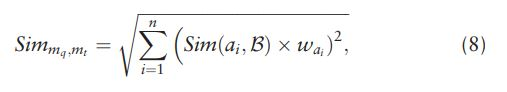 Sim_{m_q,m_t} = \sqrt{\sum_{i=1}^{n} \left( Sim(a_i, \mathcal{B}) \times w_{a_i} \right)^2}, (8)